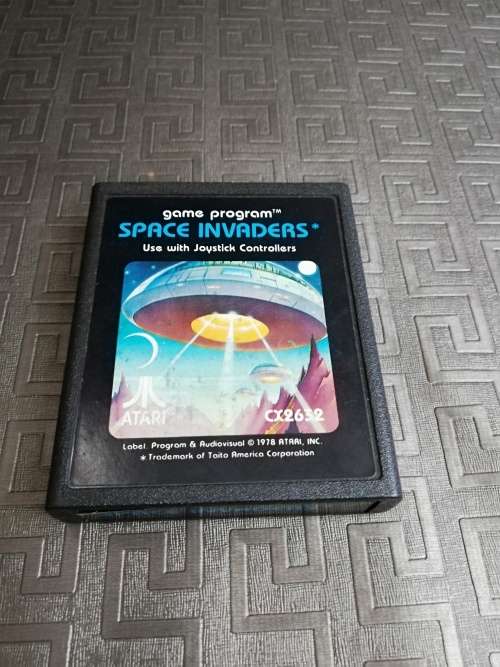 game program™
SPACE INVADERS*
Use with Joystick Controllers
ATARI
CX2632
Label, Program & Audiovisual © 1978 ATARI, INC.
* Trademark of Taito America Corporation